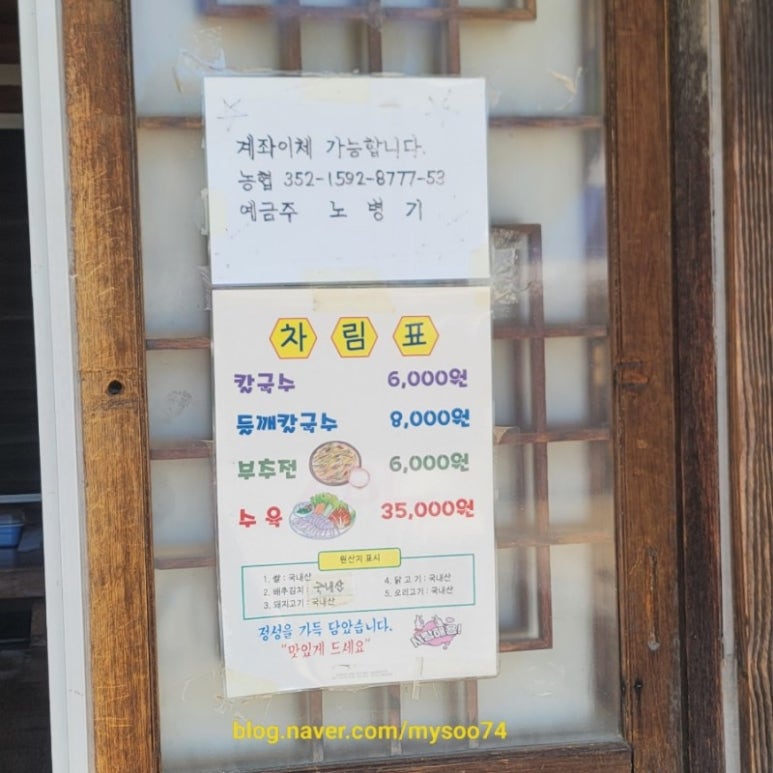 계좌이체 가능합니다.
농협 352-1592-8777-53
예금주 노 병 기
차 림 표
칼국수 6,000원
들깨칼국수 8,000원
부추전 6,000원
수 육 35,000원
원산지 표시
1. 쌀 : 국내산
2. 배추김치 : 국내산
3. 돼지고기 : 국내산
4. 닭 고 기 : 국내산
5. 오리고기 : 국내산
정성을 가득 담았습니다.
"맛있게 드세요"
사랑해용!
blog.naver.com/mysoo74